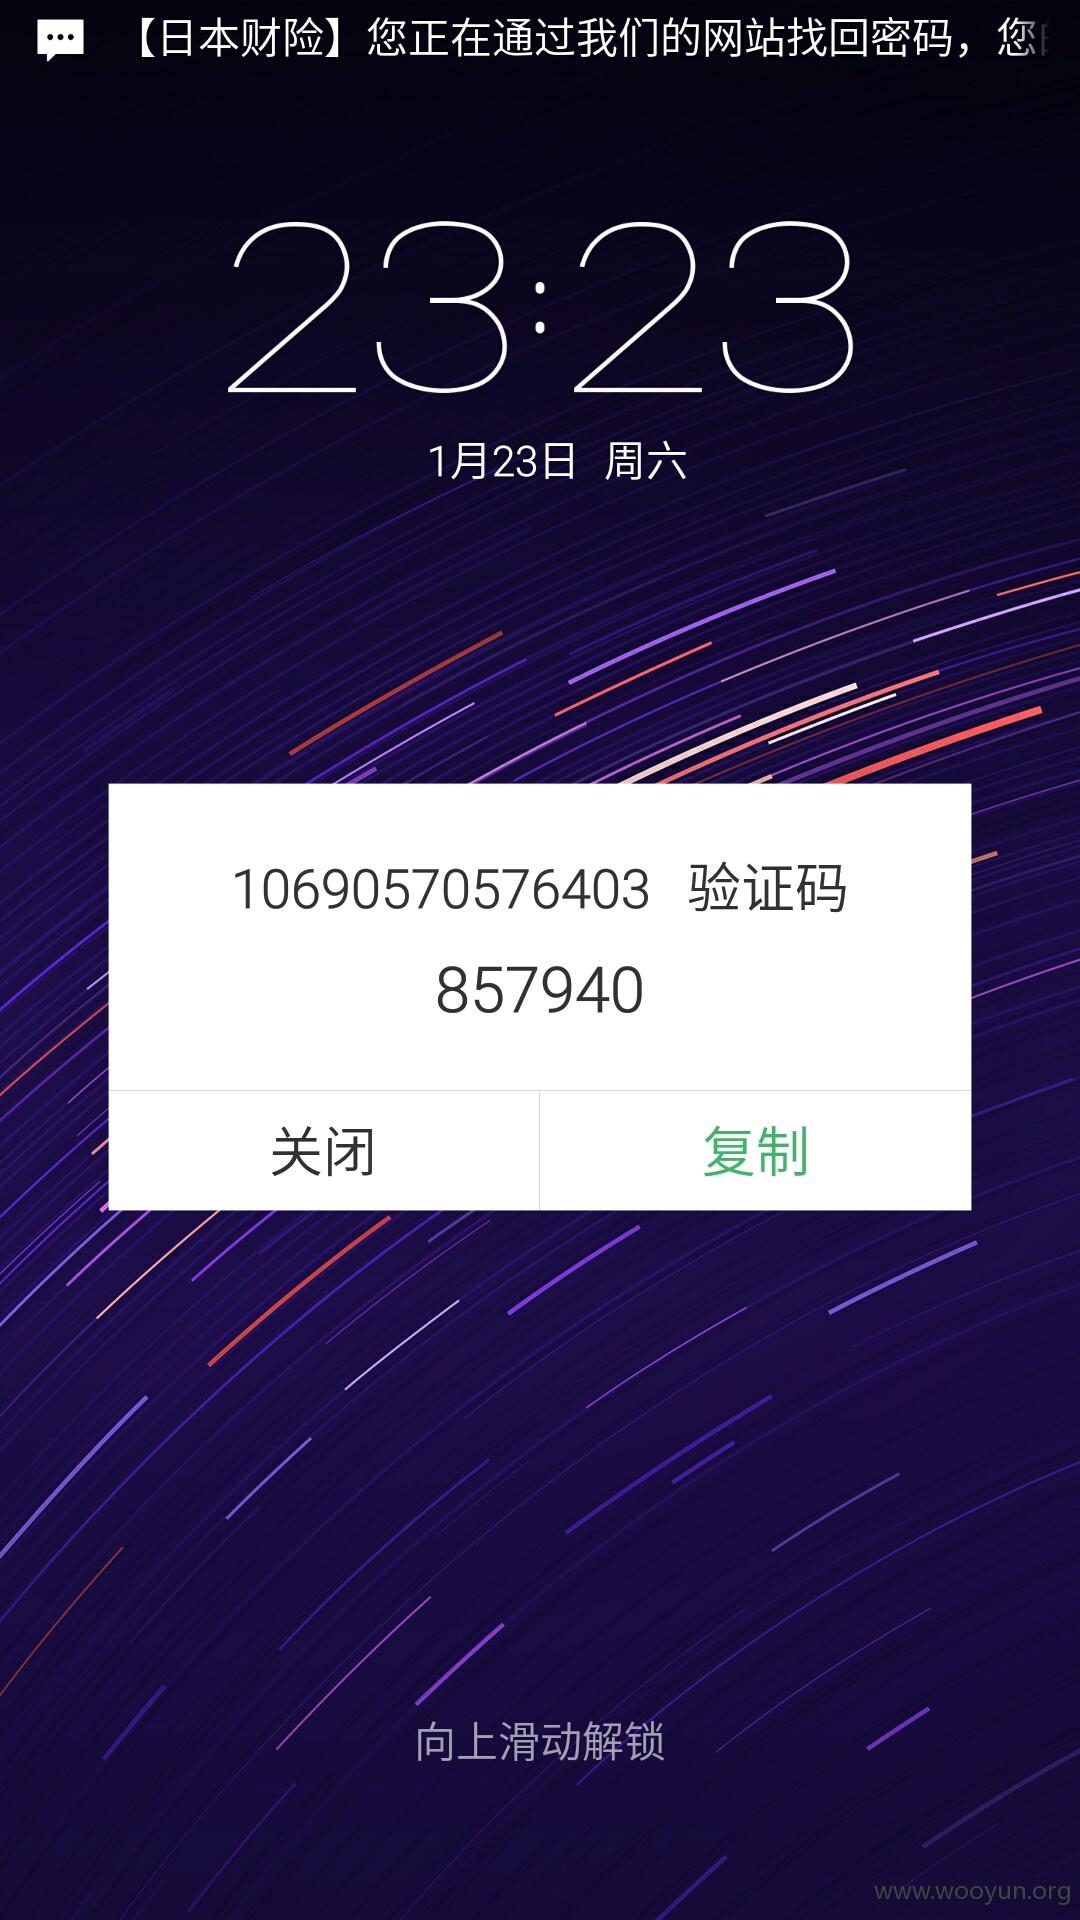 【日本财险】您正在通过我们的网站找回密码，您
23:23
1月23日 周六
10690570576403 验证码
857940
关闭 复制
向上滑动解锁
www.wooyun.org